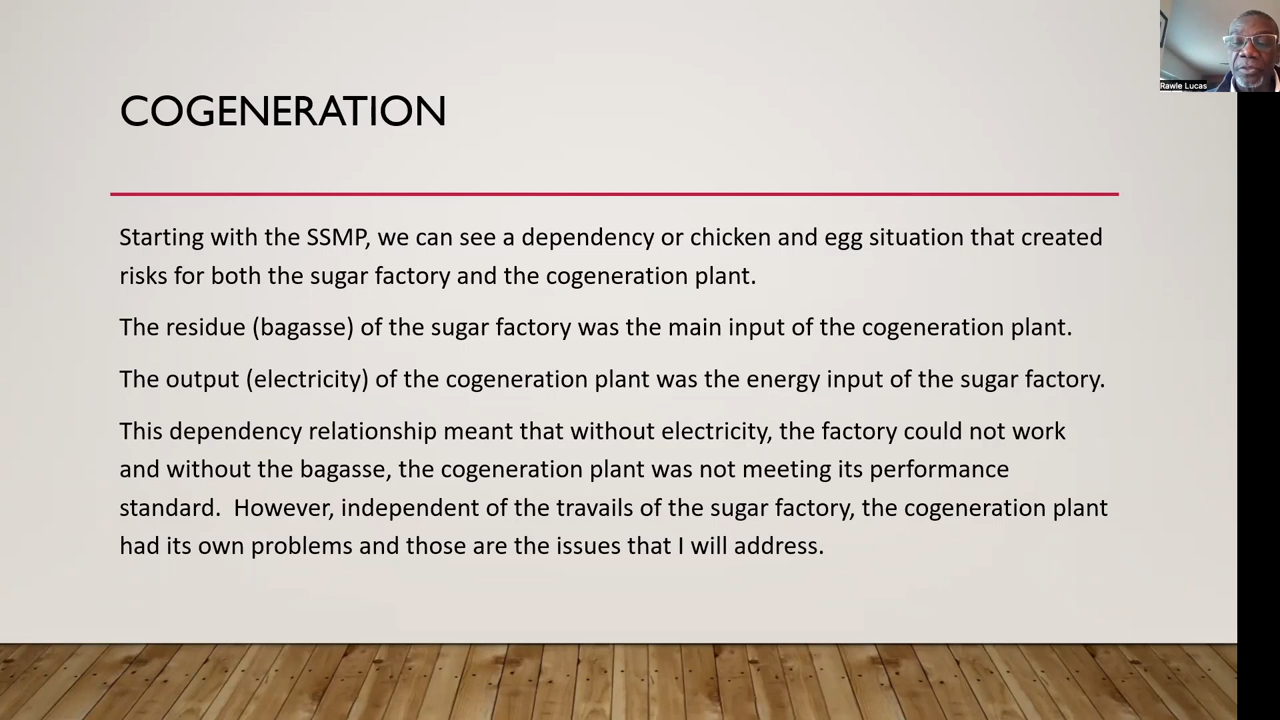 COGENERATION
Rawle Lucas
Starting with the SSMP, we can see a dependency or chicken and egg situation that created
risks for both the sugar factory and the cogeneration plant.
The residue (bagasse) of the sugar factory was the main input of the cogeneration plant.
The output (electricity) of the cogeneration plant was the energy input of the sugar factory.
This dependency relationship meant that without electricity, the factory could not work
and without the bagasse, the cogeneration plant was not meeting its performance
standard.  However, independent of the travails of the sugar factory, the cogeneration plant
had its own problems and those are the issues that I will address.